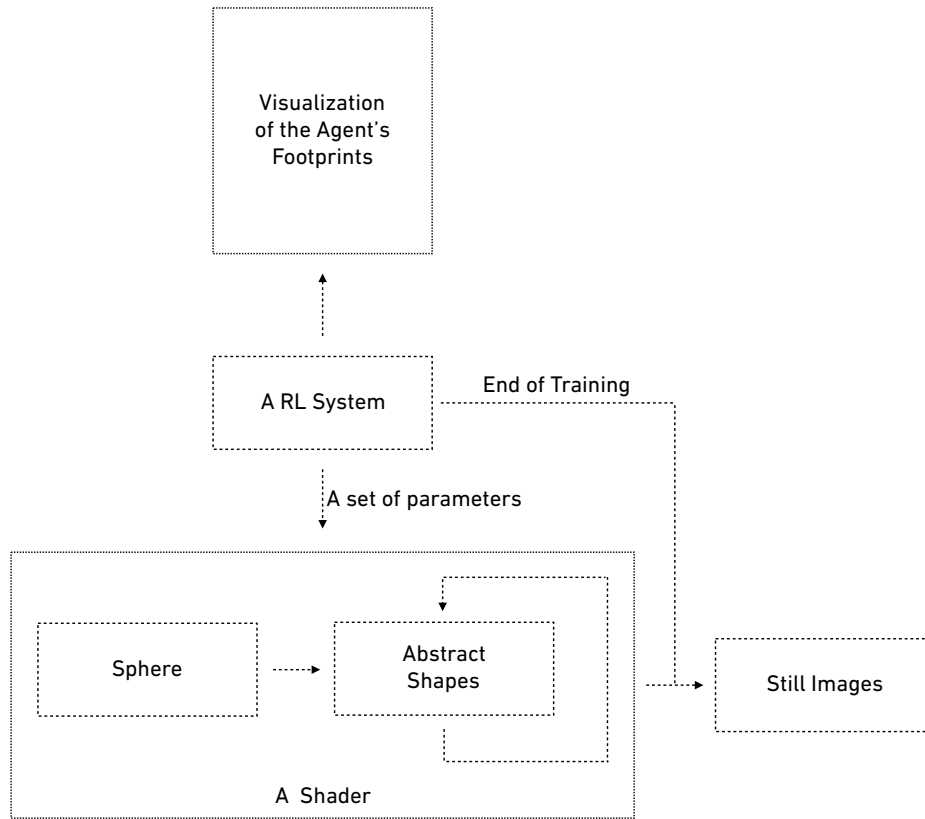 Visualization
of the Agent’s
Footprints
A RL System
End of Training
A set of parameters
Sphere
Abstract
Shapes
Still Images
A Shader